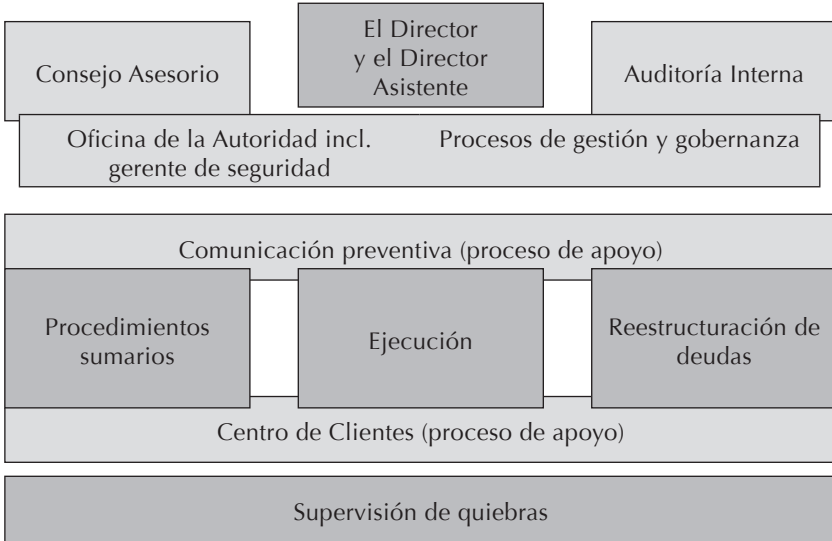 El Director
y el Director
Asistente
Consejo Asesorio
Auditoría Interna
Oficina de la Autoridad incl.
gerente de seguridad
Procesos de gestión y gobernanza
Comunicación preventiva (proceso de apoyo)
Procedimientos
sumarios
Ejecución
Reestructuración de
deudas
Centro de Clientes (proceso de apoyo)
Supervisión de quiebras